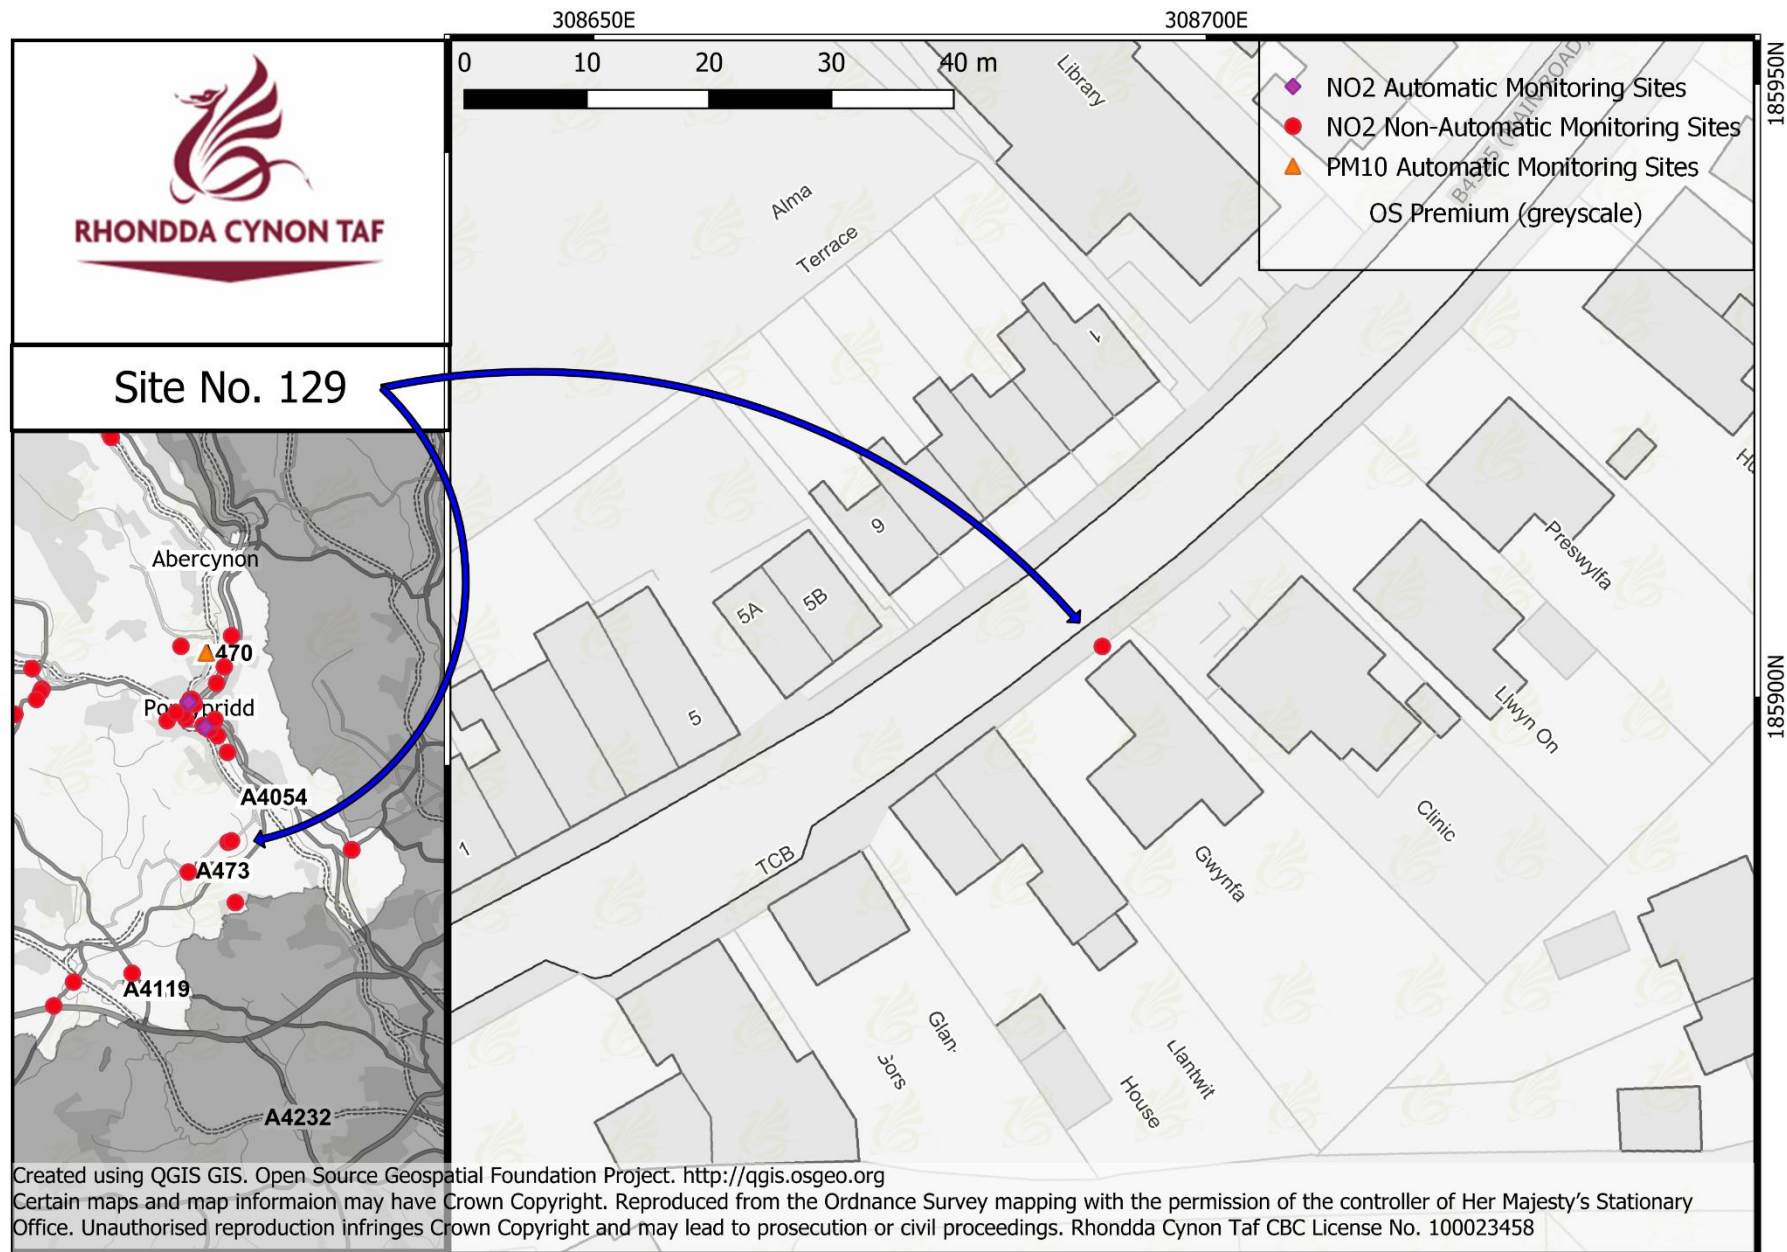 308650E
308700E
185950N
185900N
RHONDDA CYNON TAF
Site No. 129
0 10 20 30 40 m
NO2 Automatic Monitoring Sites
NO2 Non-Automatic Monitoring Sites
PM10 Automatic Monitoring Sites
OS Premium (greyscale)
Library
Alma
Terrace
1
9
5A
5B
5
1
TCB
Preswylfa
Llwyn On
Clinic
Gwynfa
Llantwit
House
Glan-
Abercynon
A470
A4054
A473
A4119
A4232
Created using QGIS GIS. Open Source Geospatial Foundation Project. http://qgis.osgeo.org
Certain maps and map informaion may have Crown Copyright. Reproduced from the Ordnance Survey mapping with the permission of the controller of Her Majesty's Stationary
Office. Unauthorised reproduction infringes Crown Copyright and may lead to prosecution or civil proceedings. Rhondda Cynon Taf CBC License No. 100023458